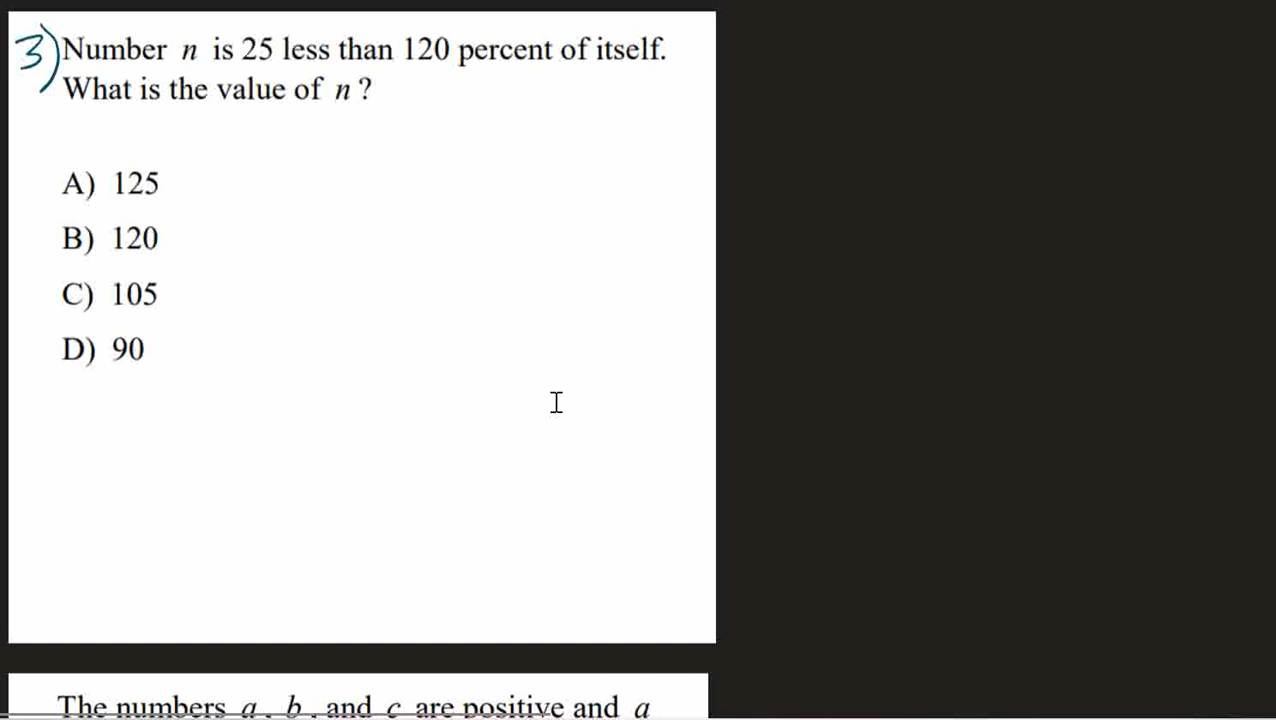 3) Number n is 25 less than 120 percent of itself.
What is the value of n ?
A) 125
B) 120
C) 105
D) 90
The numbers a , b , and c are positive and a